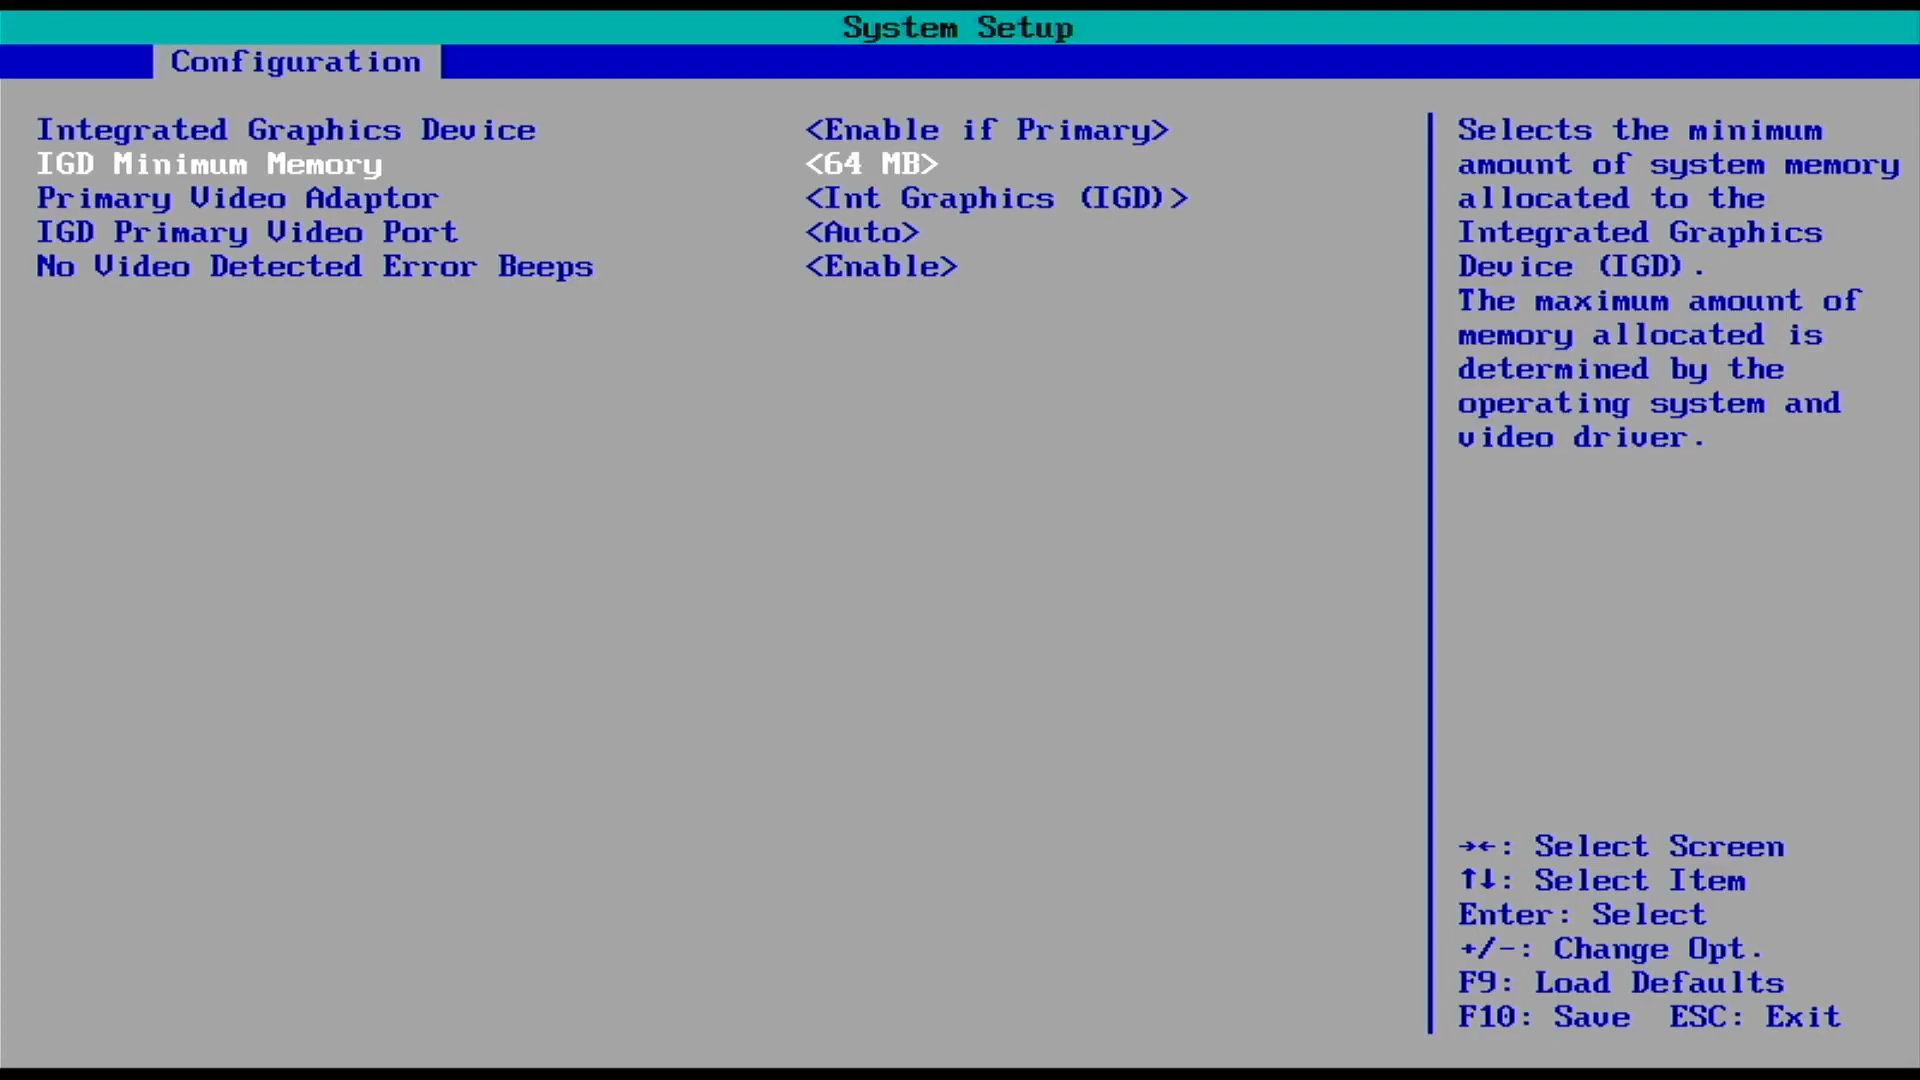 System Setup
Configuration
Integrated Graphics Device <Enable if Primary>
IGD Minimum Memory <64 MB>
Primary Video Adaptor <Int Graphics (IGD)>
IGD Primary Video Port <Auto>
No Video Detected Error Beeps <Enable>
Selects the minimum
amount of system memory
allocated to the
Integrated Graphics
Device (IGD).
The maximum amount of
memory allocated is
determined by the
operating system and
video driver.
→←: Select Screen
↑↓: Select Item
Enter: Select
+/-: Change Opt.
F9: Load Defaults
F10: Save  ESC: Exit